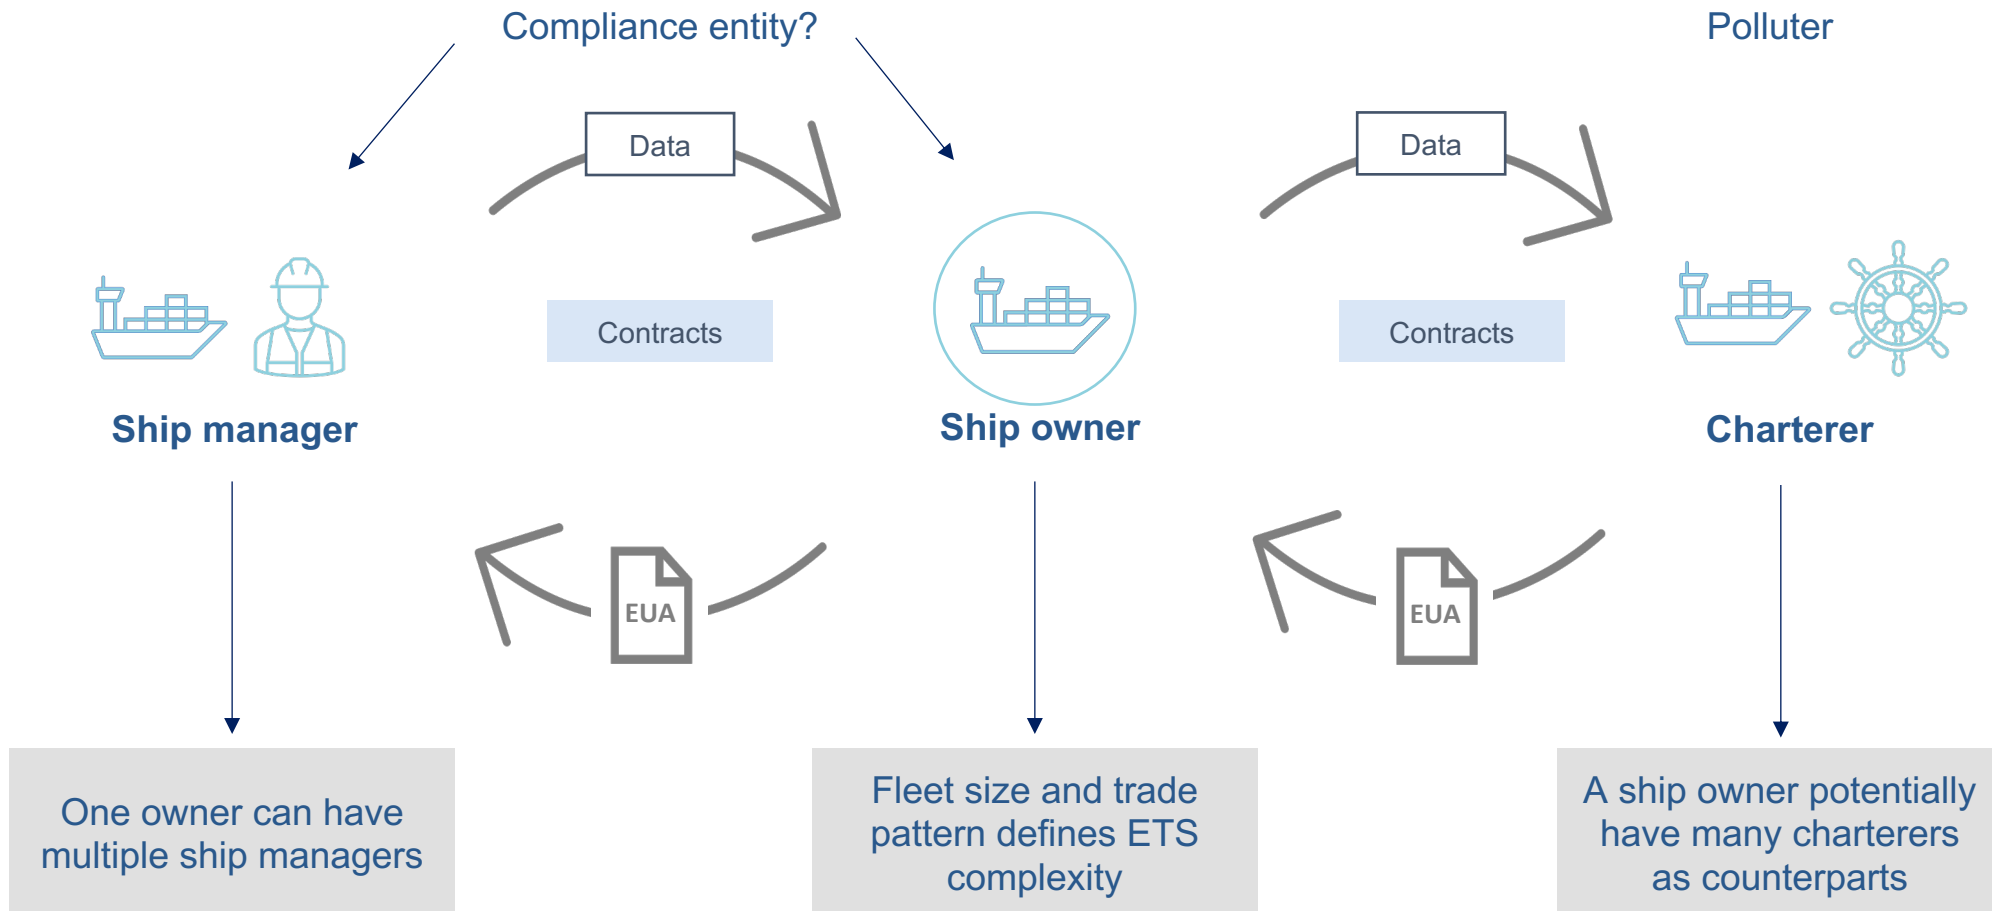 Compliance entity?
Polluter
Data
Data
Contracts
Contracts
Ship manager
Ship owner
Charterer
EUA
EUA
One owner can have
multiple ship managers
Fleet size and trade
pattern defines ETS
complexity
A ship owner potentially
have many charterers
as counterparts